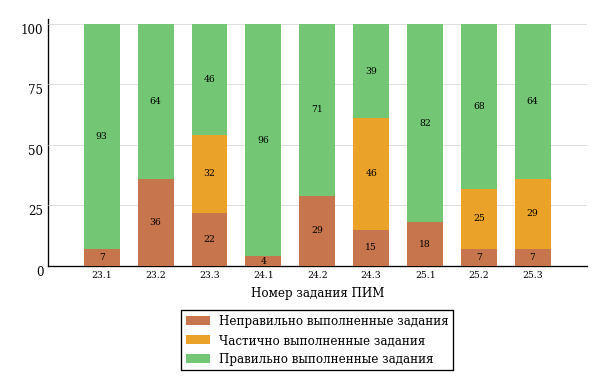 100
75
50
25
0
93 64 46 96 71 39 82 68 64
32 46 25 29
7 36 22 4 29 15 18 7 7
23.1 23.2 23.3 24.1 24.2 24.3 25.1 25.2 25.3
Номер задания ПИМ
Неправильно выполненные задания
Частично выполненные задания
Правильно выполненные задания